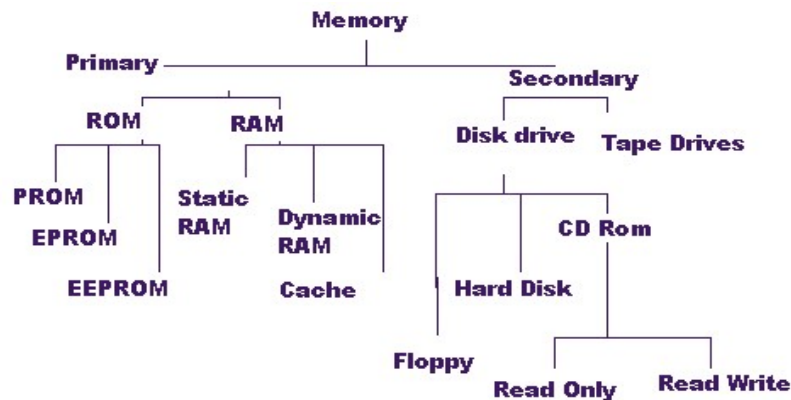 Memory
Primary
Secondary
ROM
RAM
Disk drive
Tape Drives
PROM
Static
RAM
EPROM
Dynamic
RAM
CD Rom
EEPROM
Cache
Hard Disk
Floppy
Read Only
Read Write